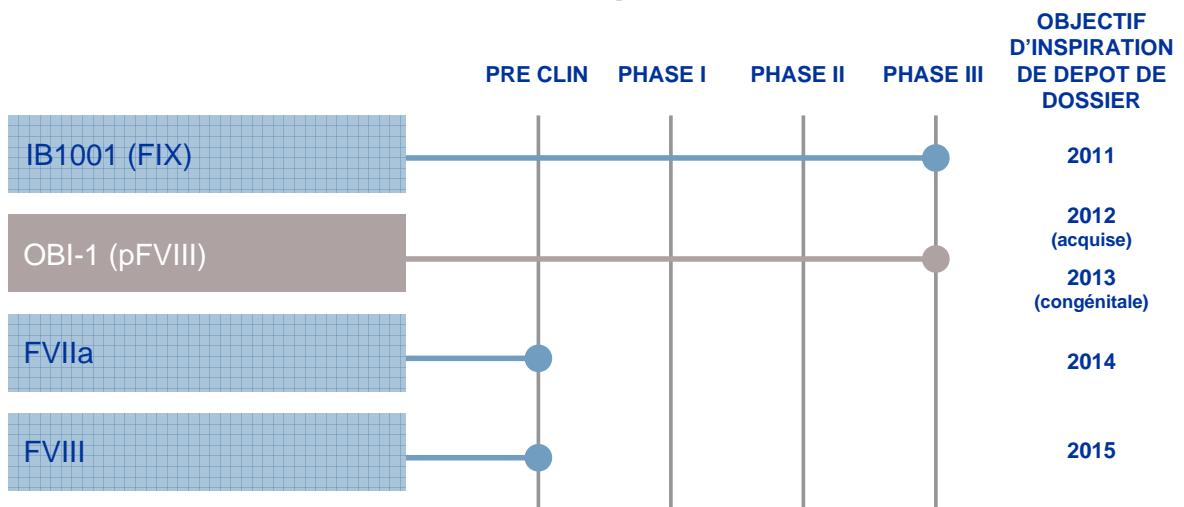 OBJECTIF
D'INSPIRATION
PRE CLIN PHASE I PHASE II PHASE III DE DEPOT DE
DOSSIER
IB1001 (FIX) 2011
OBI-1 (pFVIII) 2012
(acquise)
2013
(congénitale)
FVIIa 2014
FVIII 2015